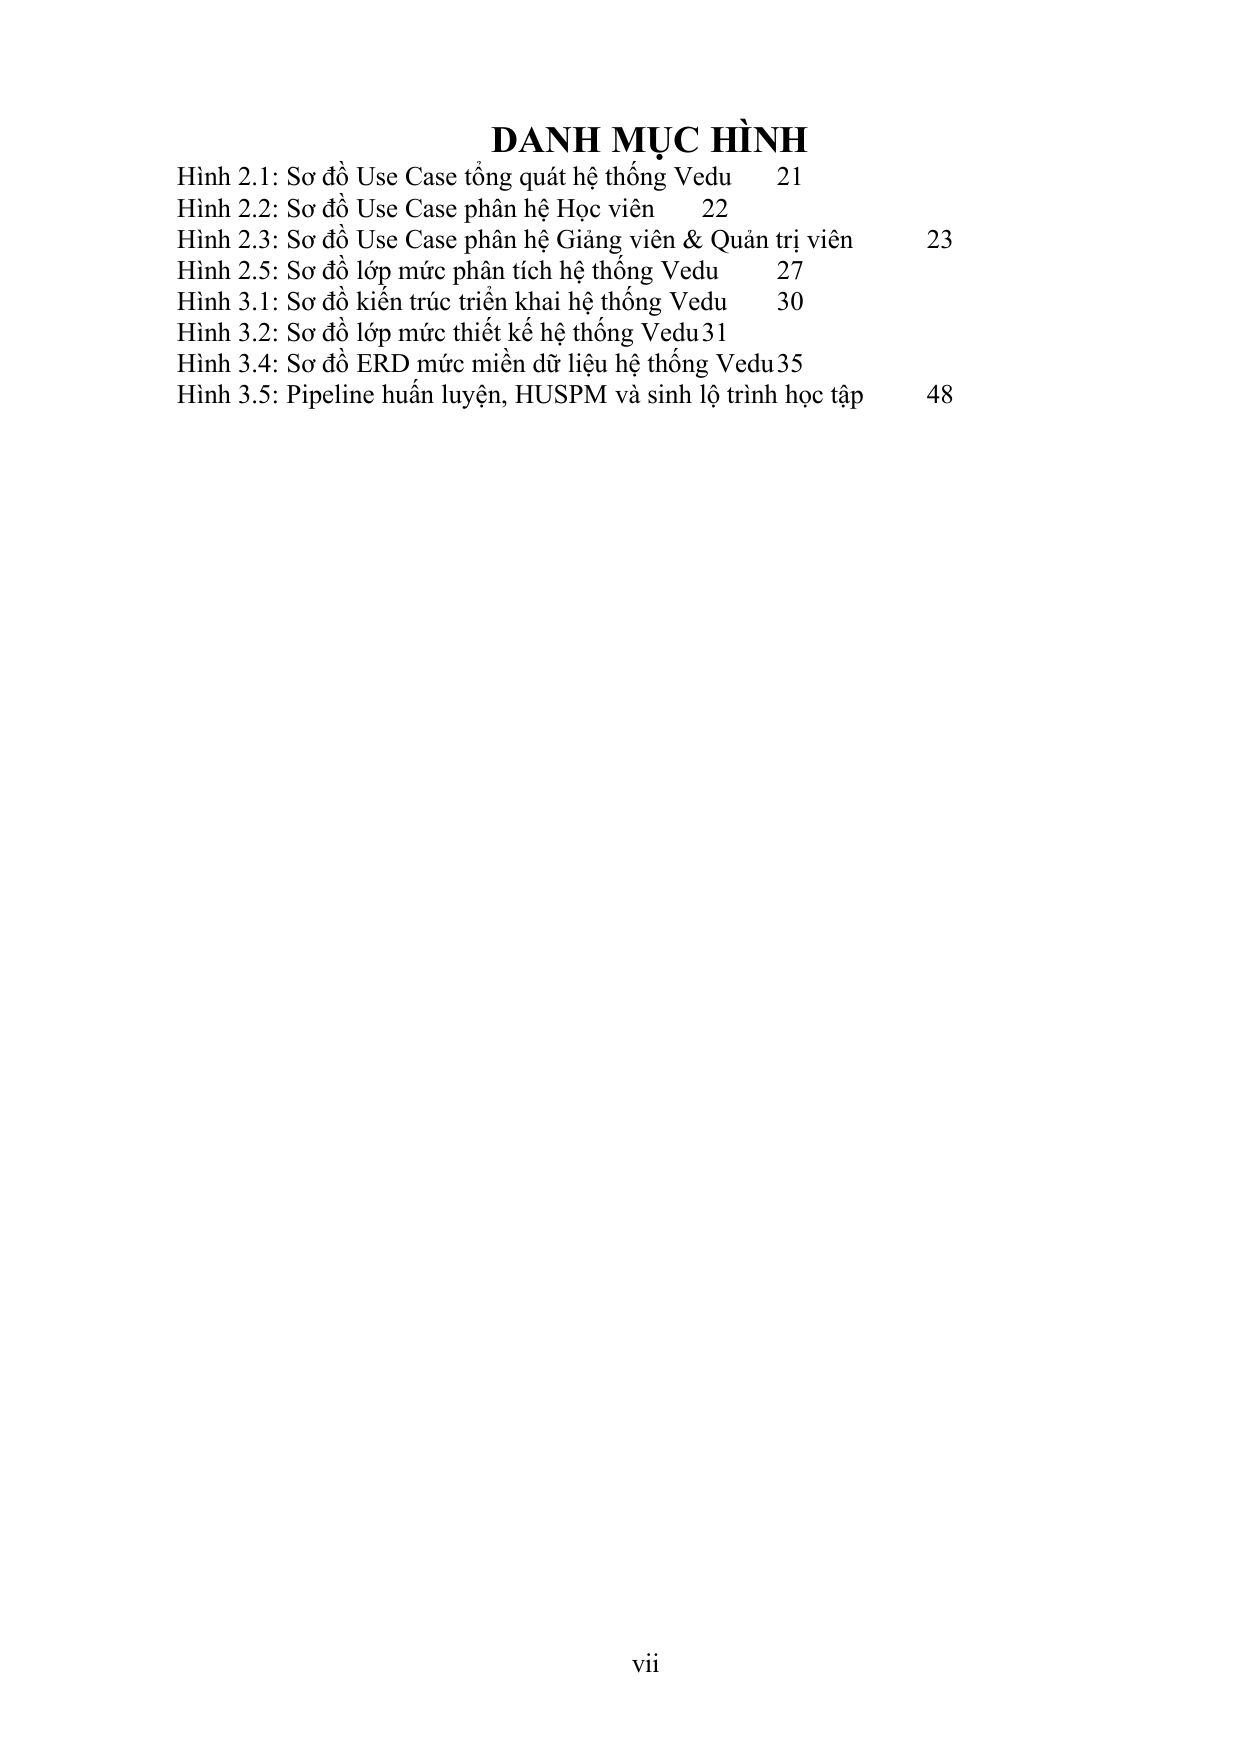 DANH MỤC HÌNH
Hình 2.1: Sơ đồ Use Case tổng quát hệ thống Vedu 21
Hình 2.2: Sơ đồ Use Case phân hệ Học viên 22
Hình 2.3: Sơ đồ Use Case phân hệ Giảng viên & Quản trị viên 23
Hình 2.5: Sơ đồ lớp mức phân tích hệ thống Vedu 27
Hình 3.1: Sơ đồ kiến trúc triển khai hệ thống Vedu 30
Hình 3.2: Sơ đồ lớp mức thiết kế hệ thống Vedu 31
Hình 3.4: Sơ đồ ERD mức miền dữ liệu hệ thống Vedu 35
Hình 3.5: Pipeline huấn luyện, HUSPM và sinh lộ trình học tập 48
vii